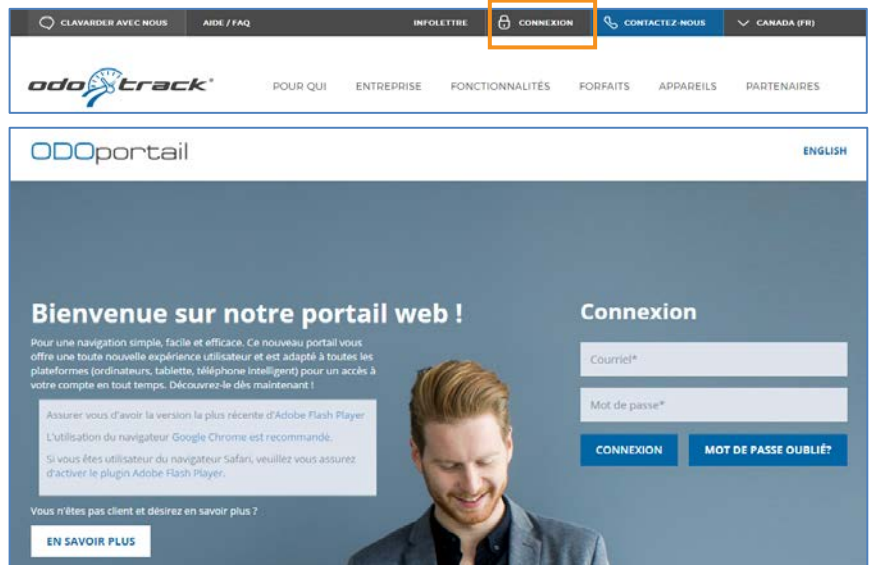 CLAVARDER AVEC NOUS AIDE / FAQ INFOLETTRE CONNEXION CONTACTEZ-NOUS CANADA (FR)
odotrack POUR QUI ENTREPRISE FONCTIONNALITÉS FORFAITS APPAREILS PARTENAIRES
ODOportail ENGLISH
Bienvenue sur notre portail web !
Pour une navigation simple, facile et efficace. Ce nouveau portail vous
offre une toute nouvelle expérience utilisateur et est adapté à toutes les
plateformes (ordinateurs, tablette, téléphone intelligent) pour un accès à
votre compte en tout temps. Découvrez-le dès maintenant !
Assurer vous d'avoir la version la plus récente d'Adobe Flash Player
L'utilisation du navigateur Google Chrome est recommandé.
Si vous êtes utilisateur du navigateur Safari, veuillez vous assurez
d'activer le plugin Adobe Flash Player.
Vous n'êtes pas client et désirez en savoir plus ?
EN SAVOIR PLUS
Connexion
Courriel*
Mot de passe*
CONNEXION MOT DE PASSE OUBLIÉ?